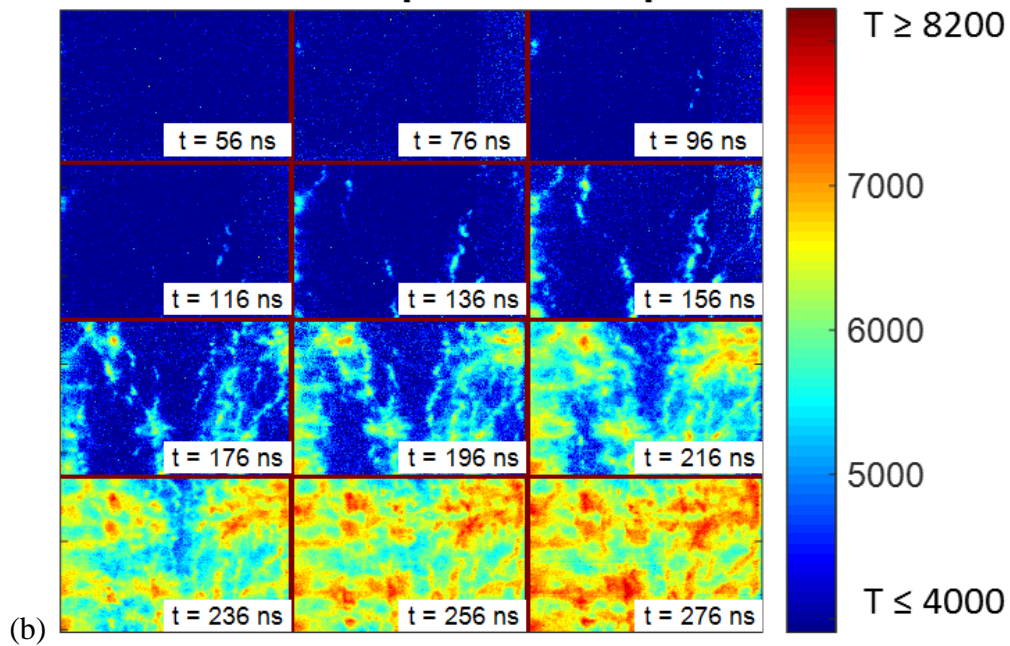 T ≥ 8200
t = 56 ns
t = 76 ns
t = 96 ns
7000
t = 116 ns
t = 136 ns
t = 156 ns
6000
t = 176 ns
t = 196 ns
t = 216 ns
5000
t = 236 ns
t = 256 ns
t = 276 ns
T ≤ 4000
(b)